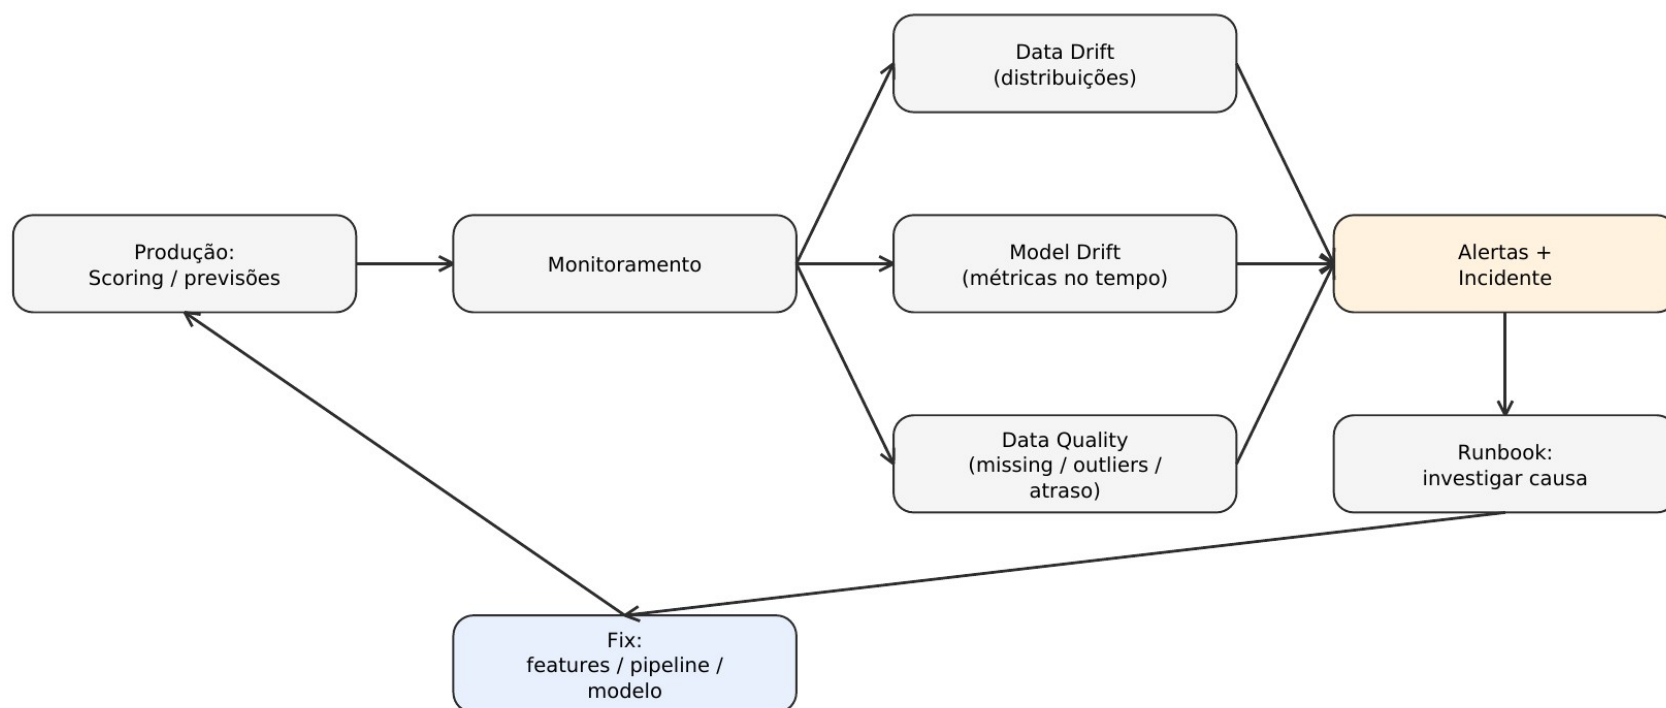 Data Drift
(distribuições)
Produção:
Scoring / previsões
Monitoramento
Model Drift
(métricas no tempo)
Alertas +
Incidente
Data Quality
(missing / outliers /
atraso)
Runbook:
investigar causa
Fix:
features / pipeline /
modelo